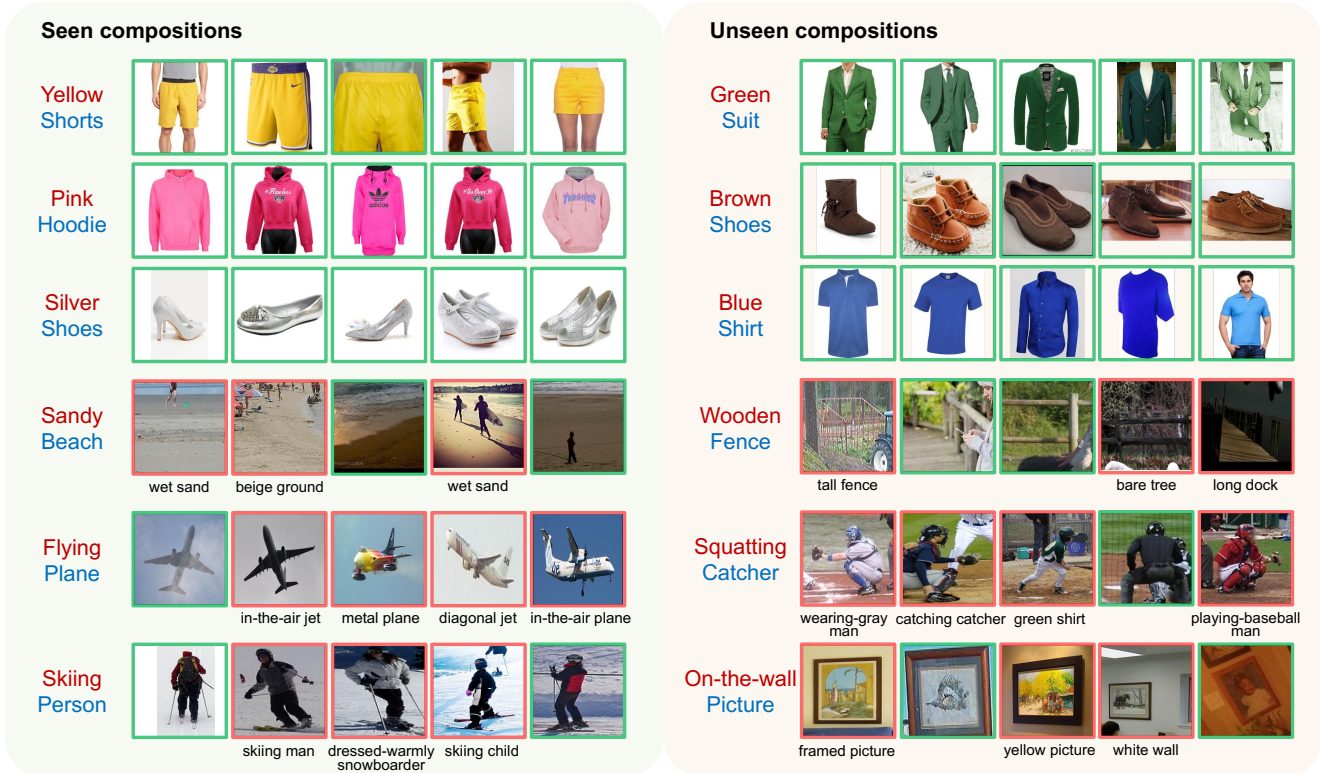 Seen compositions
Yellow
Shorts
Pink
Hoodie
#Flawless
adidas
#SoOverIt
THRASHER
Silver
Shoes
Sandy
Beach
wet sand
beige ground
wet sand
Flying
Plane
in-the-air jet
metal plane
diagonal jet
in-the-air plane
Skiing
Person
skiing man
dressed-warmly
snowboarder
skiing child
Unseen compositions
Green
Suit
Brown
Shoes
Blue
Shirt
Wooden
Fence
tall fence
bare tree
long dock
Squatting
Catcher
wearing-gray
man
catching catcher
green shirt
playing-baseball
man
On-the-wall
Picture
framed picture
yellow picture
white wall